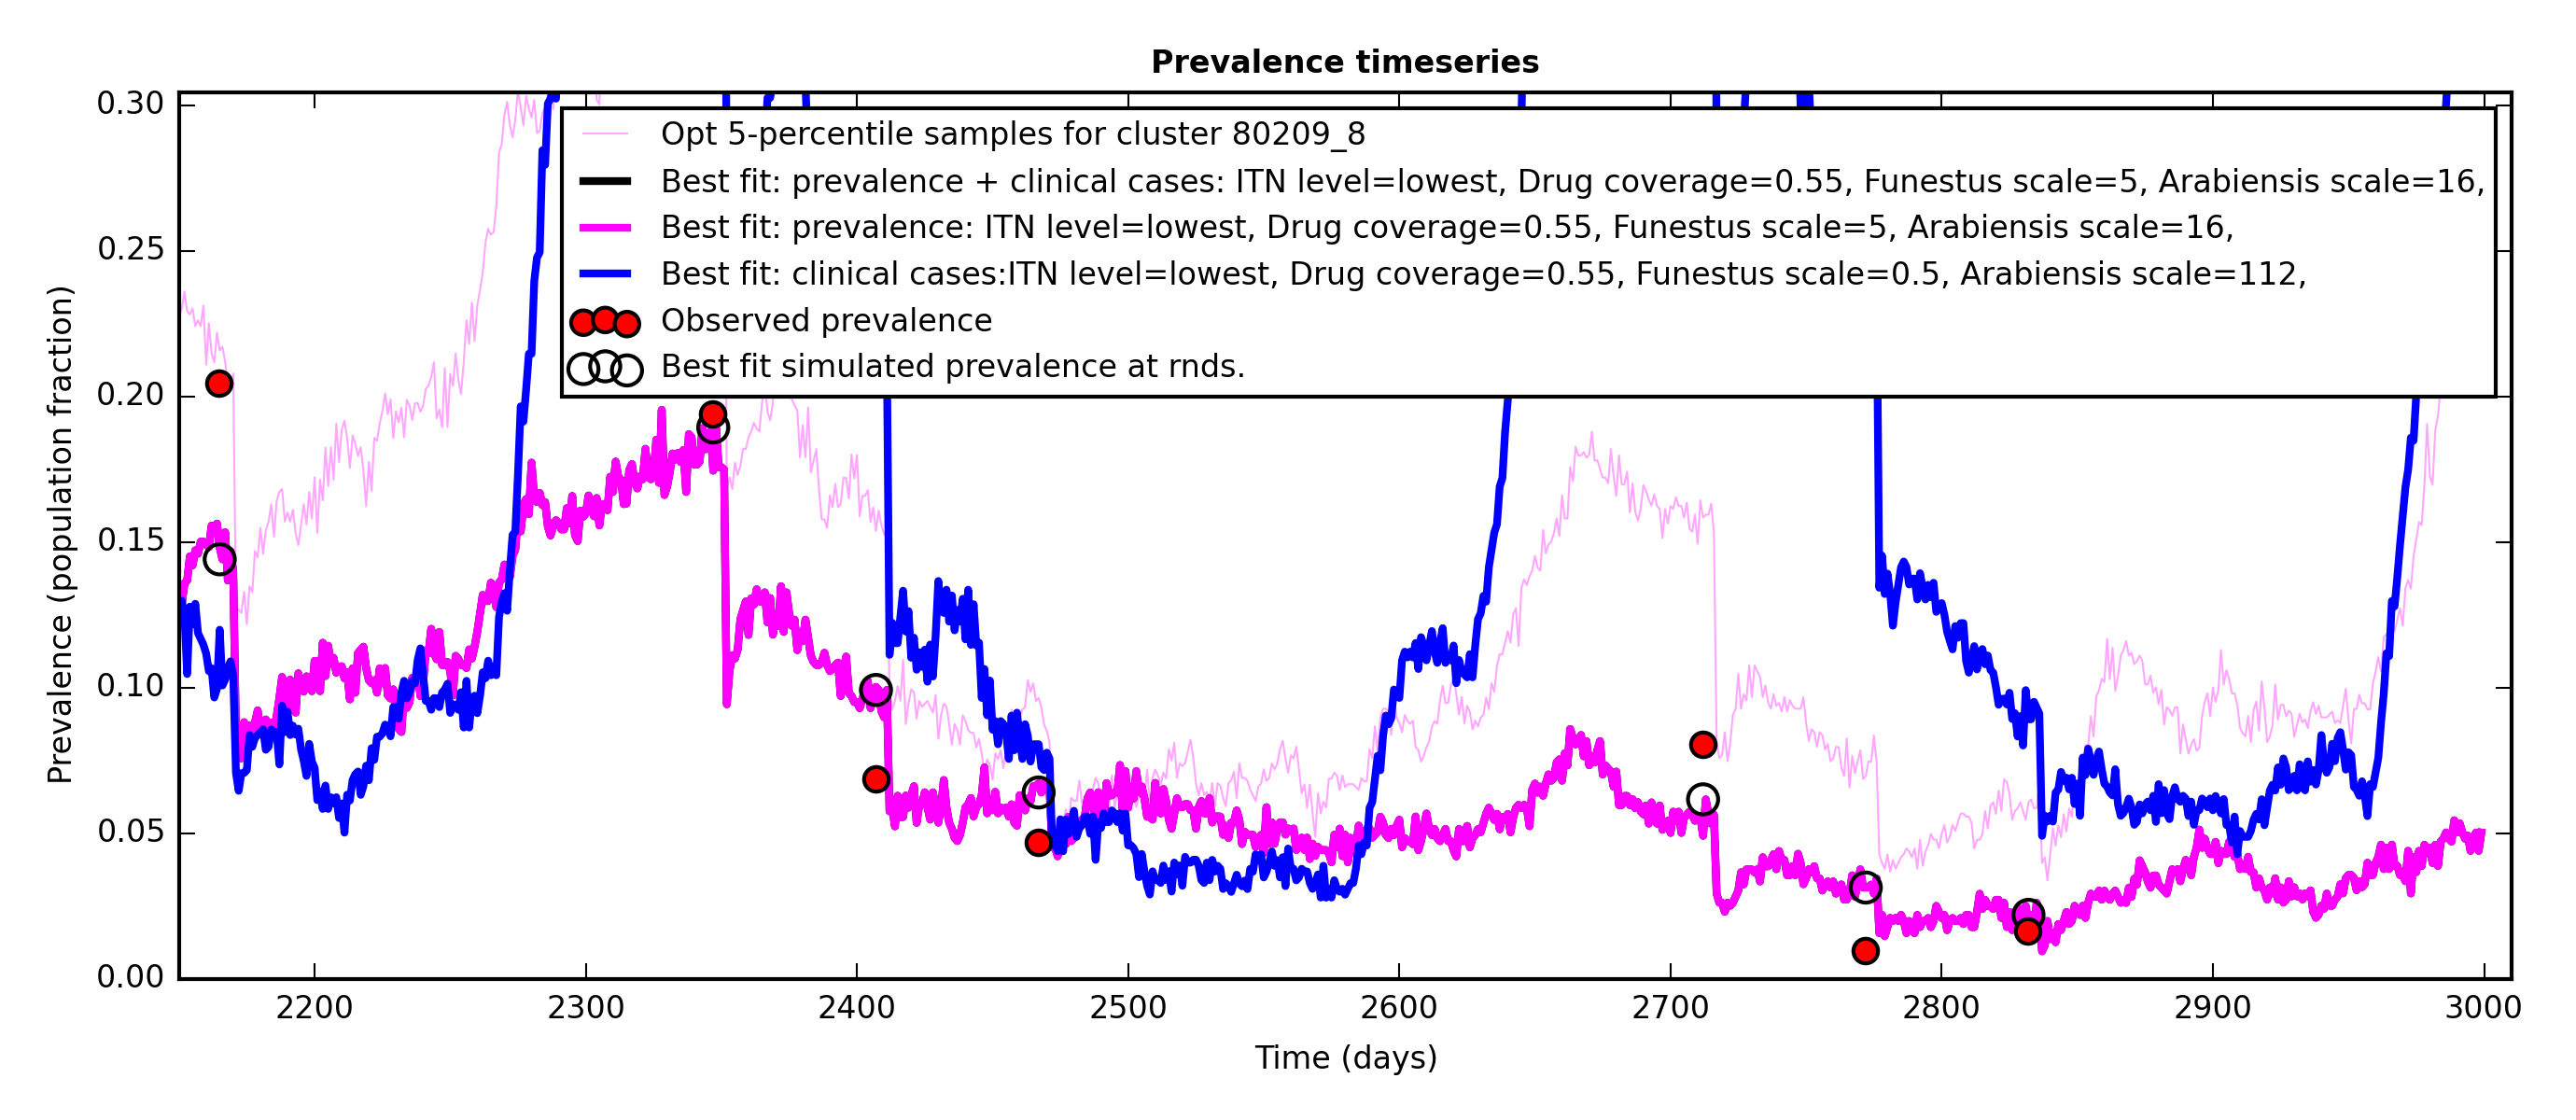 Prevalence timeseries
0.30
0.25
0.20
0.15
0.10
0.05
0.00
Prevalence (population fraction)
Opt 5-percentile samples for cluster 80209_8
Best fit: prevalence + clinical cases: ITN level=lowest, Drug coverage=0.55, Funestus scale=5, Arabiensis scale=16,
Best fit: prevalence: ITN level=lowest, Drug coverage=0.55, Funestus scale=5, Arabiensis scale=16,
Best fit: clinical cases:ITN level=lowest, Drug coverage=0.55, Funestus scale=0.5, Arabiensis scale=112,
Observed prevalence
Best fit simulated prevalence at rnds.
2200 2300 2400 2500 2600 2700 2800 2900 3000
Time (days)